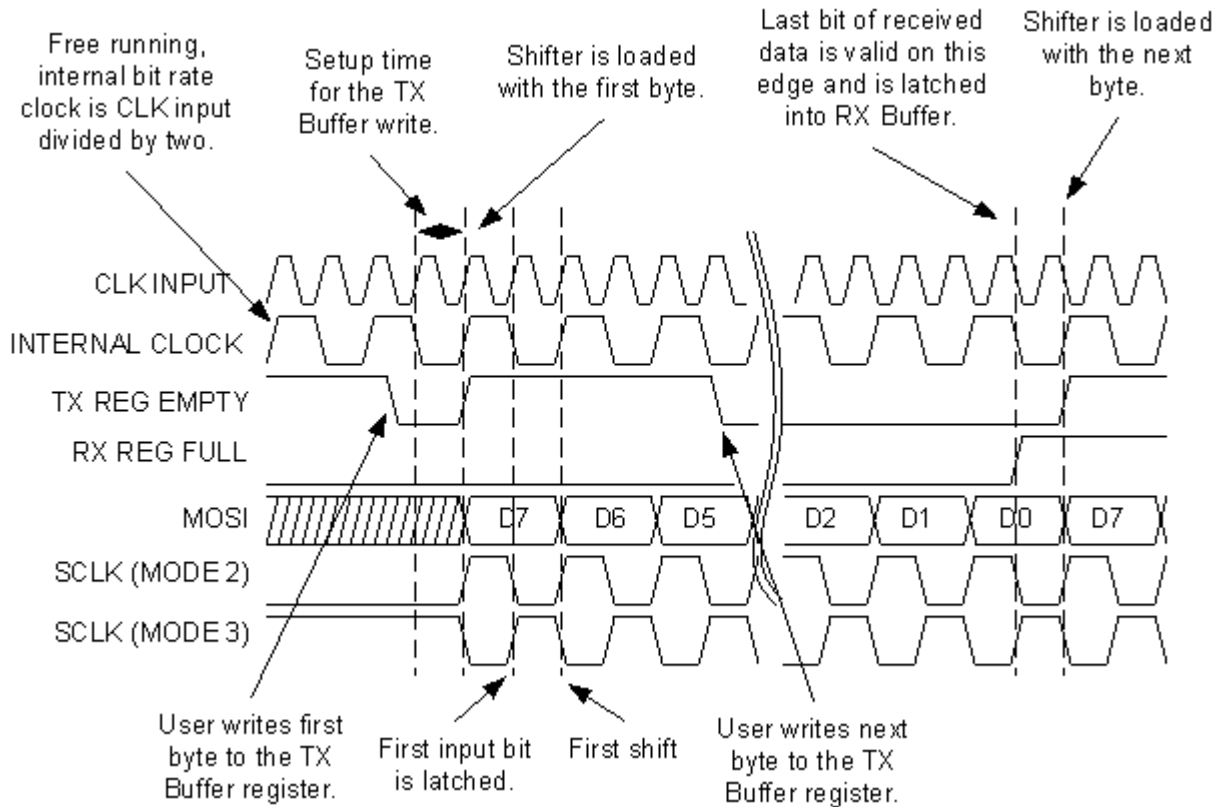 Free running,
internal bit rate
clock is CLK input
divided by two.
Setup time
for the TX
Buffer write.
Shifter is loaded
with the first byte.
Last bit of received
data is valid on this
edge and is latched
into RX Buffer.
Shifter is loaded
with the next
byte.
CLK INPUT
INTERNAL CLOCK
TX REG EMPTY
RX REG FULL
MOSI
D7
D6
D5
D2
D1
D0
D7
SCLK (MODE 2)
SCLK (MODE 3)
User writes first
byte to the TX
Buffer register.
First input bit
is latched.
First shift
User writes next
byte to the TX
Buffer register.